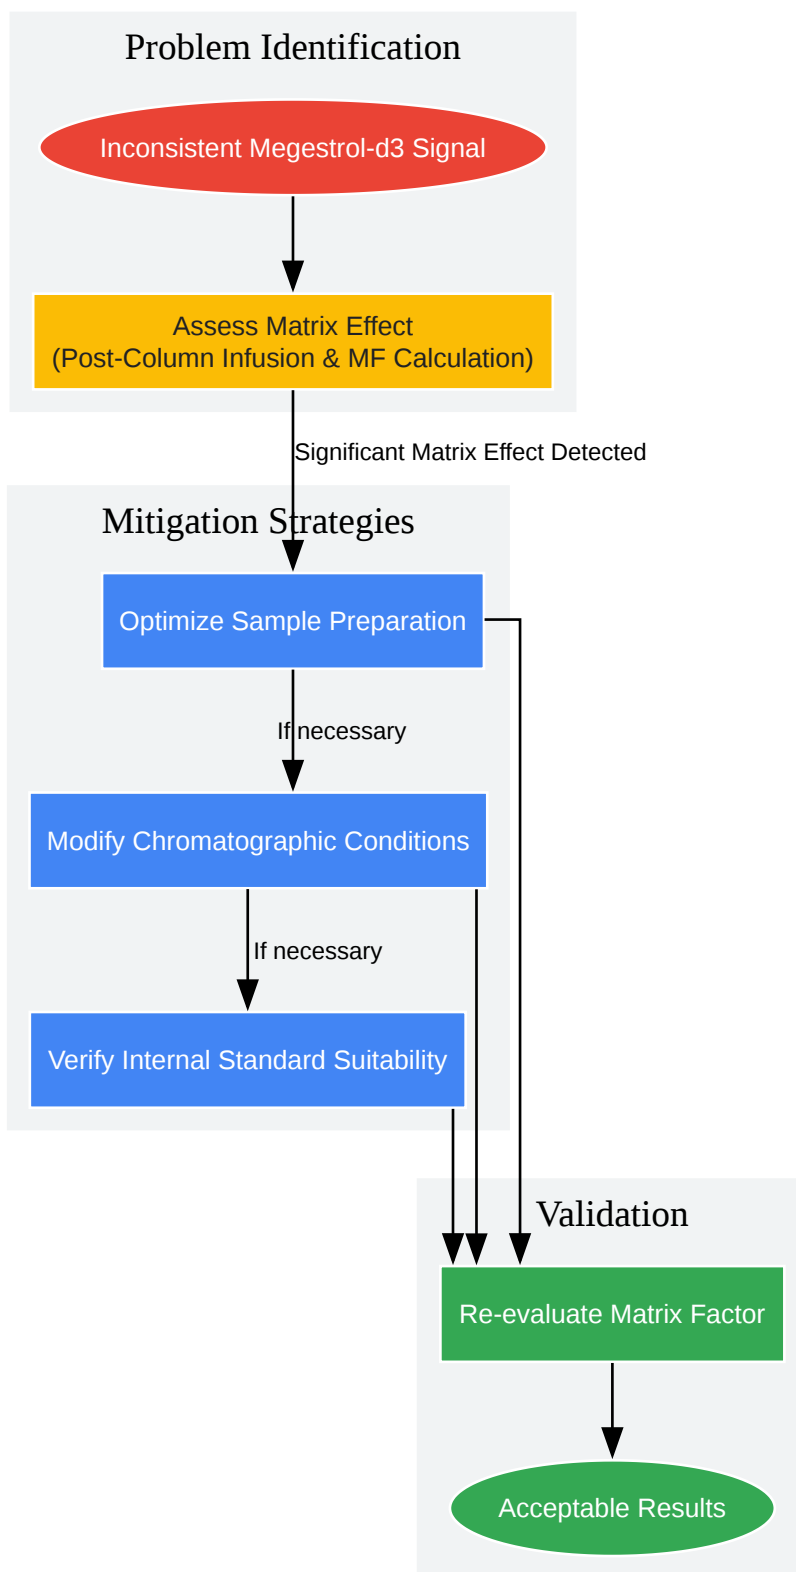 Problem Identification
Inconsistent Megestrol-d3 Signal
Assess Matrix Effect
(Post-Column Infusion & MF Calculation)
Significant Matrix Effect Detected
Mitigation Strategies
Optimize Sample Preparation
If necessary
Modify Chromatographic Conditions
If necessary
Verify Internal Standard Suitability
Validation
Re-evaluate Matrix Factor
Acceptable Results